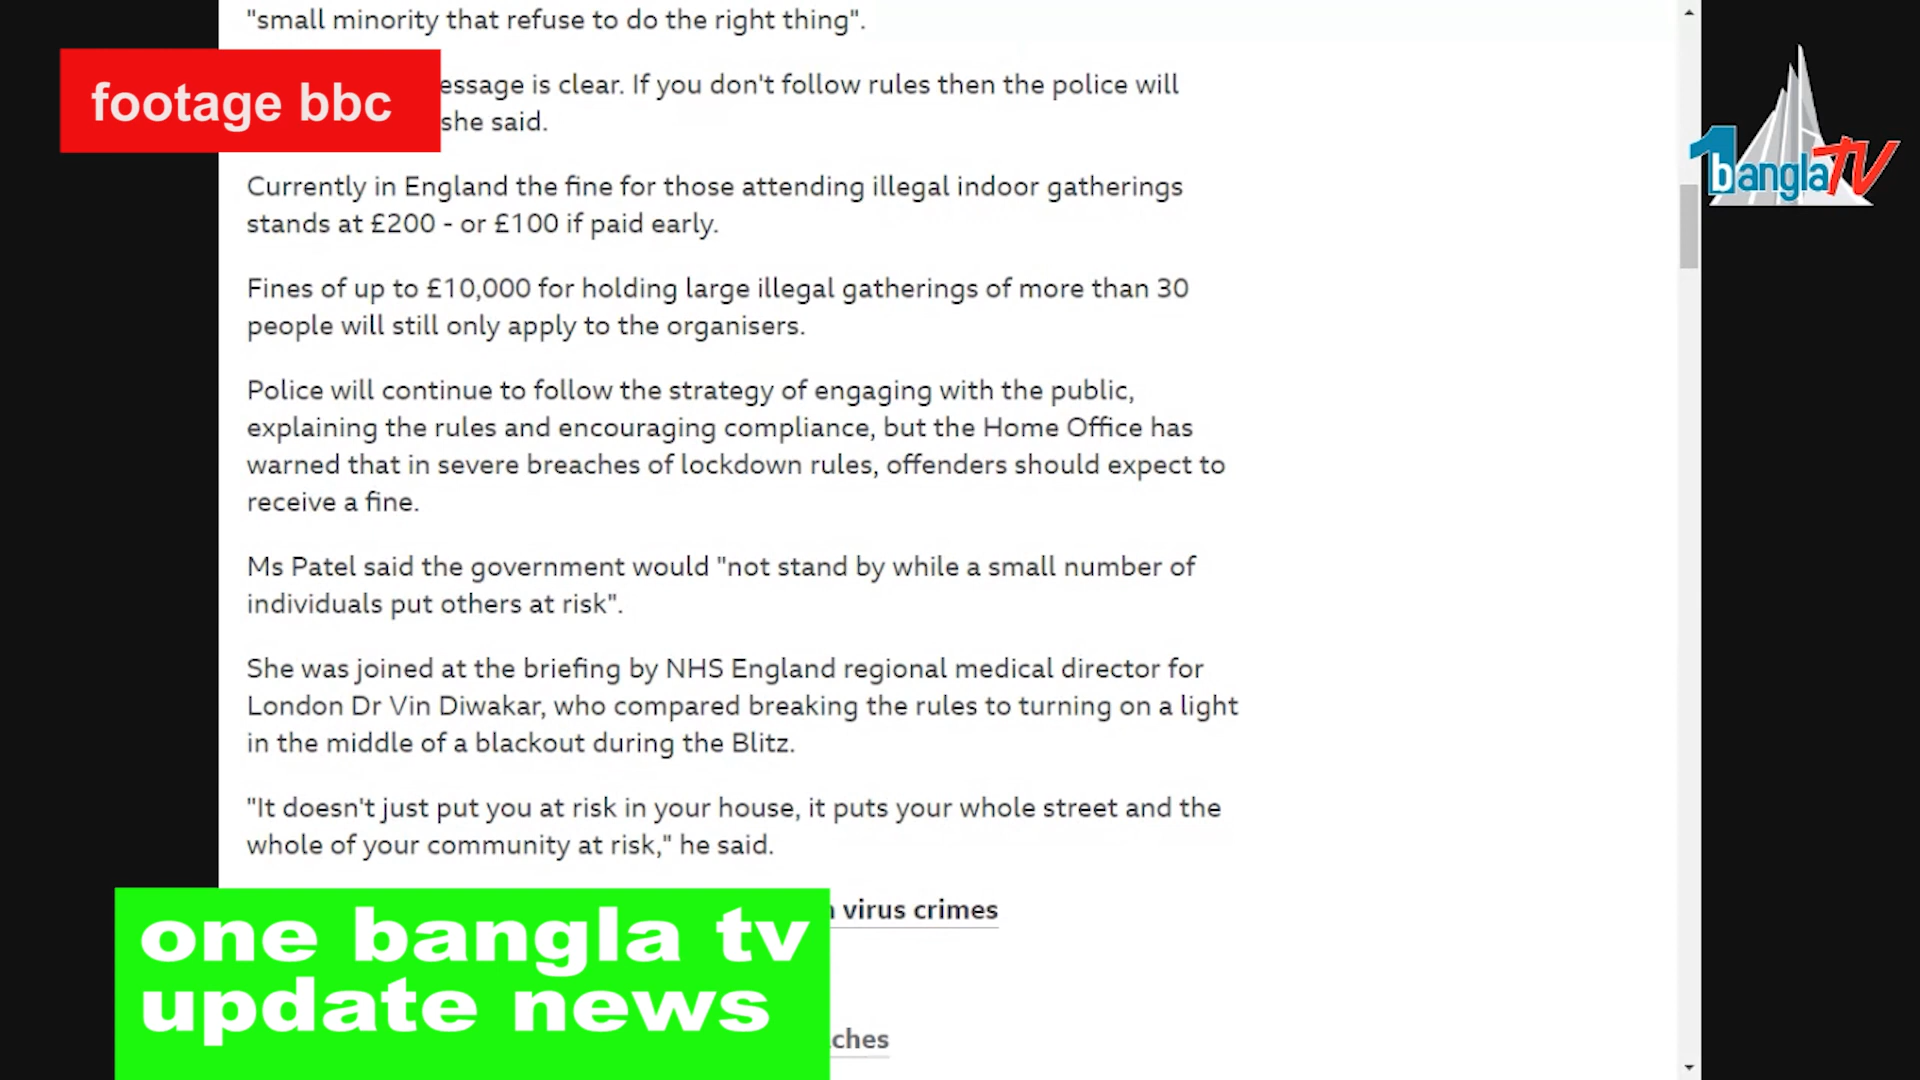 "small minority that refuse to do the right thing".
footage bbc
essage is clear. If you don't follow rules then the police will
she said.
1banglaTV
Currently in England the fine for those attending illegal indoor gatherings
stands at £200 - or £100 if paid early.
Fines of up to £10,000 for holding large illegal gatherings of more than 30
people will still only apply to the organisers.
Police will continue to follow the strategy of engaging with the public,
explaining the rules and encouraging compliance, but the Home Office has
warned that in severe breaches of lockdown rules, offenders should expect to
receive a fine.
Ms Patel said the government would "not stand by while a small number of
individuals put others at risk".
She was joined at the briefing by NHS England regional medical director for
London Dr Vin Diwakar, who compared breaking the rules to turning on a light
in the middle of a blackout during the Blitz.
"It doesn't just put you at risk in your house, it puts your whole street and the
whole of your community at risk," he said.
virus crimes
one bangla tv
update news
ches